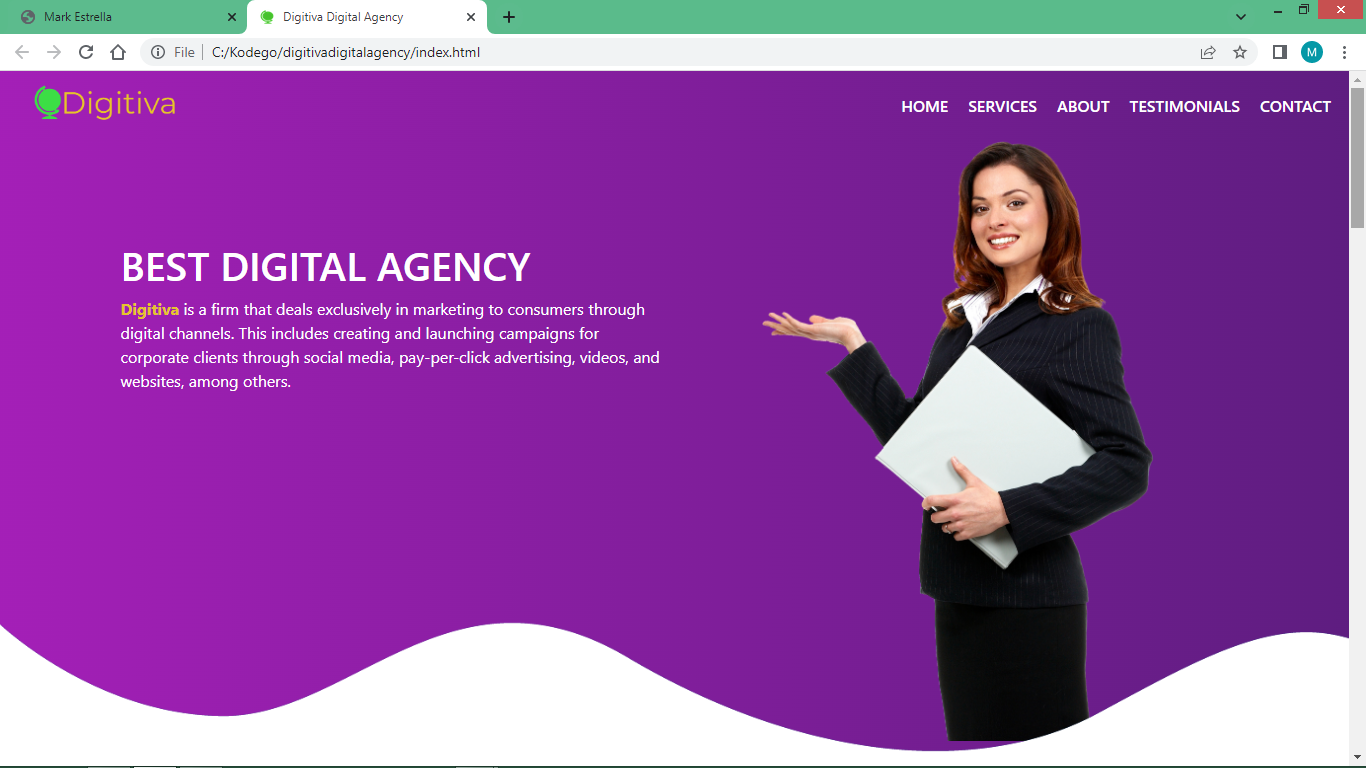 Mark Estrella
Digitiva Digital Agency
File
C:/Kodego/digitivadigitalagency/index.html
M
Digitiva
HOME SERVICES ABOUT TESTIMONIALS CONTACT
BEST DIGITAL AGENCY
Digitiva is a firm that deals exclusively in marketing to consumers through
digital channels. This includes creating and launching campaigns for
corporate clients through social media, pay-per-click advertising, videos, and
websites, among others.